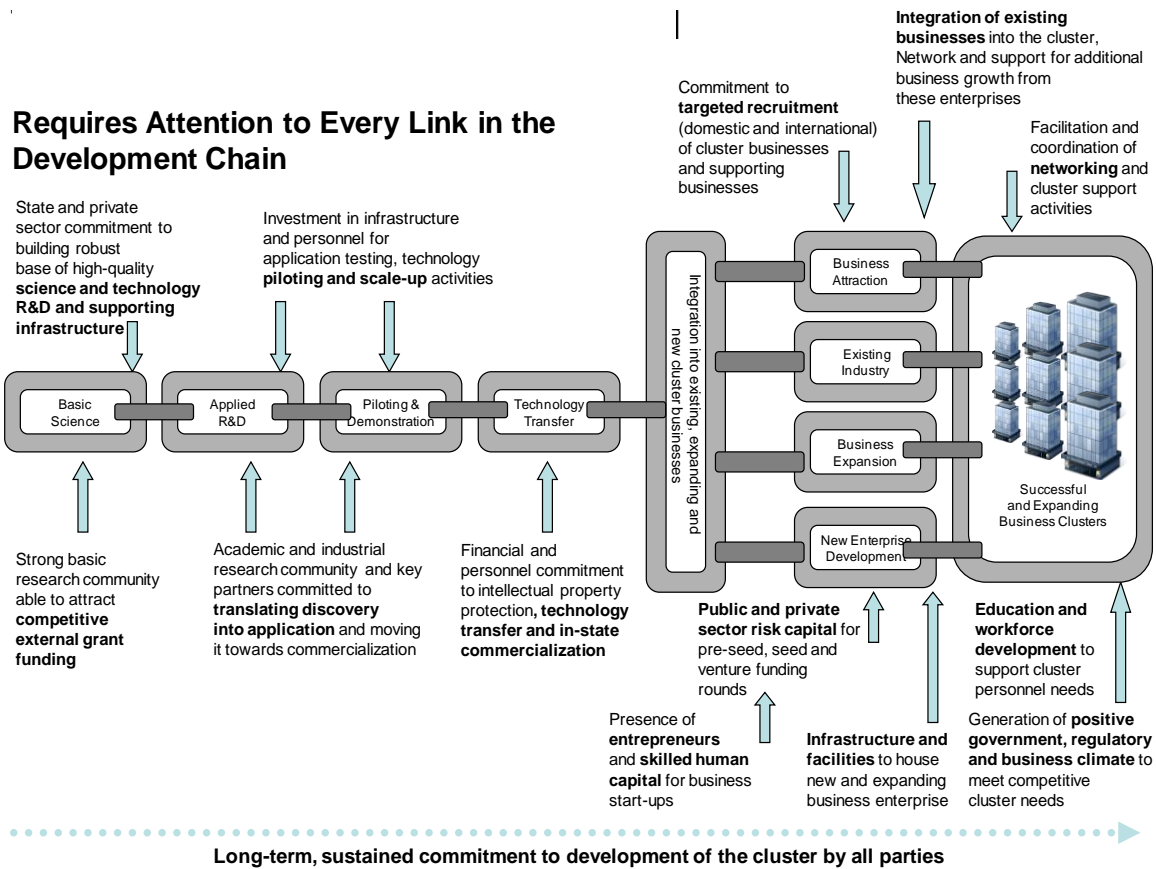 Requires Attention to Every Link in the
Development Chain
State and private
sector commitment to
building robust
base of high-quality
science and technology
R&D and supporting
infrastructure
Investment in infrastructure
and personnel for
application testing, technology
piloting and scale-up activities
Commitment to
targeted recruitment
(domestic and international)
of cluster businesses
and supporting
businesses
Integration of existing
businesses into the cluster,
Network and support for additional
business growth from
these enterprises
Facilitation and
coordination of
networking and
cluster support
activities
Basic
Science
Applied
R&D
Piloting &
Demonstration
Technology
Transfer
Integration into existing, expanding and
new cluster businesses
Business
Attraction
Existing
Industry
Business
Expansion
New Enterprise
Development
Successful
and Expanding
Business Clusters
Strong basic
research community
able to attract
competitive
external grant
funding
Academic and industrial
research community and key
partners committed to
translating discovery
into application and moving
it towards commercialization
Financial and
personnel commitment
to intellectual property
protection, technology
transfer and in-state
commercialization
Public and private
sector risk capital for
pre-seed, seed and
venture funding
rounds
Education and
workforce
development to
support cluster
personnel needs
Presence of
entrepreneurs
and skilled human
capital for business
start-ups
Infrastructure and
facilities to house
new and expanding
business enterprise
Generation of positive
government, regulatory
and business climate to
meet competitive
cluster needs
Long-term, sustained commitment to development of the cluster by all parties